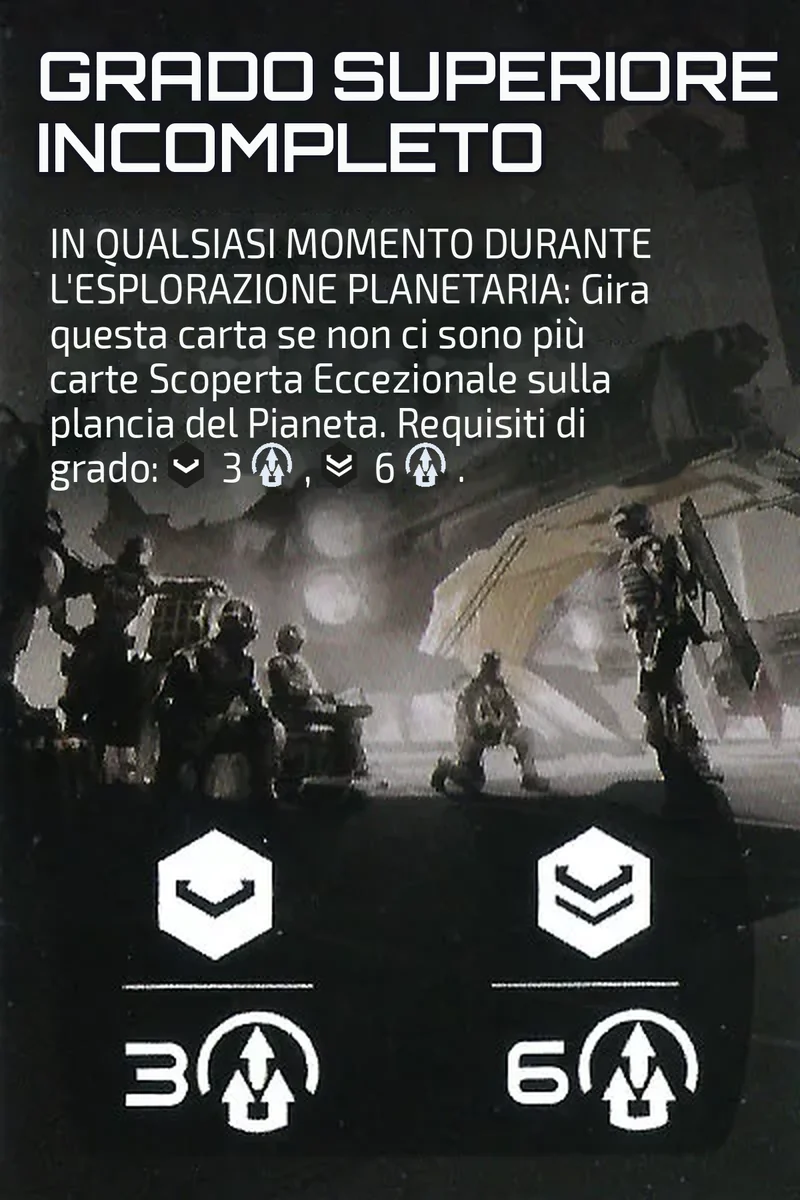 GRADO SUPERIORE
INCOMPLETO
IN QUALSIASI MOMENTO DURANTE
L'ESPLORAZIONE PLANETARIA: Gira
questa carta se non ci sono più
carte Scoperta Eccezionale sulla
plancia del Pianeta. Requisiti di
grado: 3 , 6 .
3 6